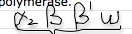 polymerase.
α₂ β β' ω